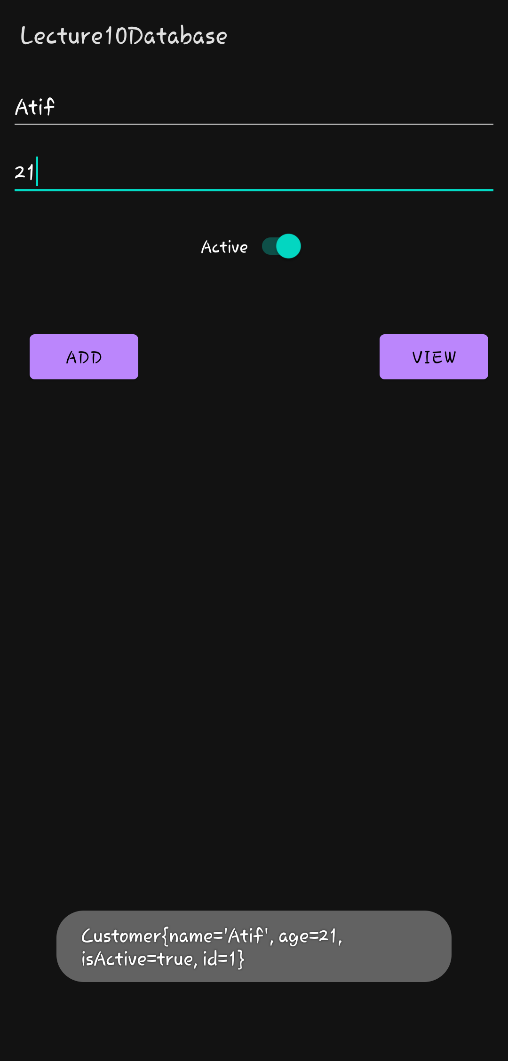 Lecture10Database
Atif
21
Active
ADD
VIEW
Customer{name='Atif', age=21,
isActive=true, id=1}